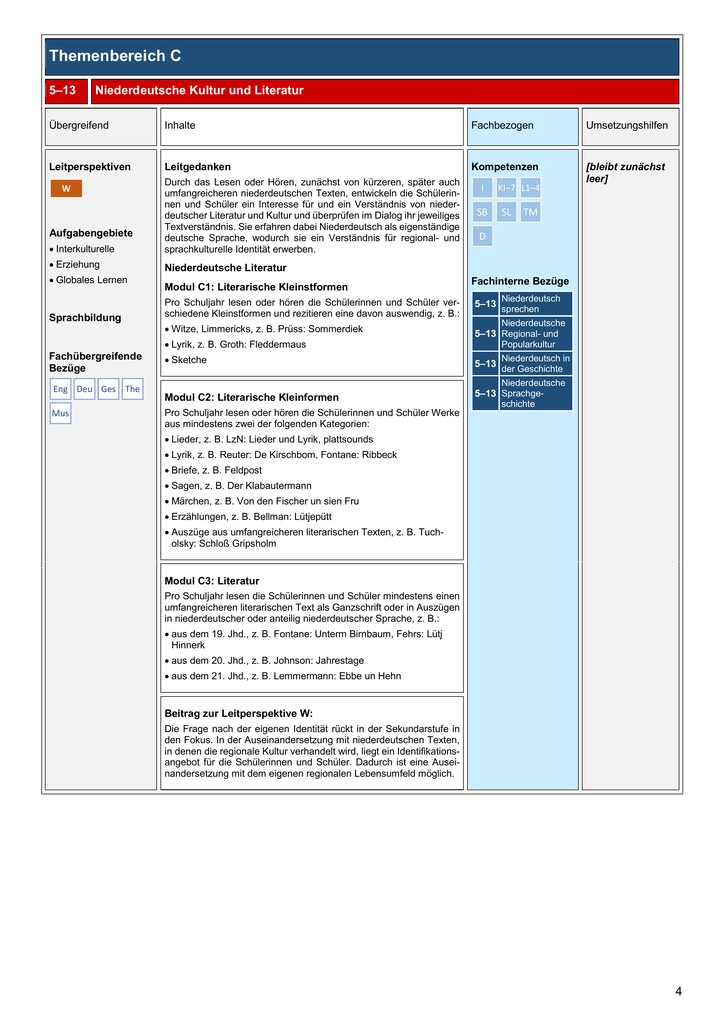 Themenbereich C
5–13 Niederdeutsche Kultur und Literatur
Übergreifend
Inhalte
Fachbezogen
Umsetzungshilfen
Leitperspektiven
W
Aufgabengebiete
• Interkulturelle
• Erziehung
• Globales Lernen
Sprachbildung
Fachübergreifende
Bezüge
Eng Deu Ges The
Mus
Leitgedanken
Durch das Lesen oder Hören, zunächst von kürzeren, später auch
umfangreicheren niederdeutschen Texten, entwickeln die Schülerin-
nen und Schüler ein Interesse für und ein Verständnis von nieder-
deutscher Literatur und Kultur und überprüfen im Dialog ihr jeweiliges
Textverständnis. Sie erfahren dabei Niederdeutsch als eigenständige
deutsche Sprache, wodurch sie ein Verständnis für regional- und
sprachkulturelle Identität erwerben.
Niederdeutsche Literatur
Modul C1: Literarische Kleinstformen
Pro Schuljahr lesen oder hören die Schülerinnen und Schüler ver-
schiedene Kleinstformen und rezitieren eine davon auswendig, z. B.:
• Witze, Limmericks, z. B. Prüss: Sommerdiek
• Lyrik, z. B. Groth: Fleddermaus
• Sketche
Modul C2: Literarische Kleinformen
Pro Schuljahr lesen oder hören die Schülerinnen und Schüler Werke
aus mindestens zwei der folgenden Kategorien:
• Lieder, z. B. LzN: Lieder und Lyrik, plattsounds
• Lyrik, z. B. Reuter: De Kirschbom, Fontane: Ribbeck
• Briefe, z. B. Feldpost
• Sagen, z. B. Der Klabautermann
• Märchen, z. B. Von den Fischer un sien Fru
• Erzählungen, z. B. Bellman: Lütjepütt
• Auszüge aus umfangreicheren literarischen Texten, z. B. Tuch-
olsky: Schloß Gripsholm
Modul C3: Literatur
Pro Schuljahr lesen die Schülerinnen und Schüler mindestens einen
umfangreicheren literarischen Text als Ganzschrift oder in Auszügen
in niederdeutscher oder anteilig niederdeutscher Sprache, z. B.:
• aus dem 19. Jhd., z. B. Fontane: Unterm Birnbaum, Fehrs: Lütj
Hinnerk
• aus dem 20. Jhd., z. B. Johnson: Jahrestage
• aus dem 21. Jhd., z. B. Lemmermann: Ebbe un Hehn
Beitrag zur Leitperspektive W:
Die Frage nach der eigenen Identität rückt in der Sekundarstufe in
den Fokus. In der Auseinandersetzung mit niederdeutschen Texten,
in denen die regionale Kultur verhandelt wird, liegt ein Identifikations-
angebot für die Schülerinnen und Schüler. Dadurch ist eine Ausei-
nandersetzung mit dem eigenen regionalen Lebensumfeld möglich.
Kompetenzen
I KI–7 L1–4
SB SL TM
D
Fachinterne Bezüge
5–13 Niederdeutsch
sprechen
5–13 Niederdeutsche
Regional- und
Popularkultur
5–13 Niederdeutsch in
der Geschichte
5–13 Niederdeutsche
Sprachge-
schichte
[bleibt zunächst
leer]
4